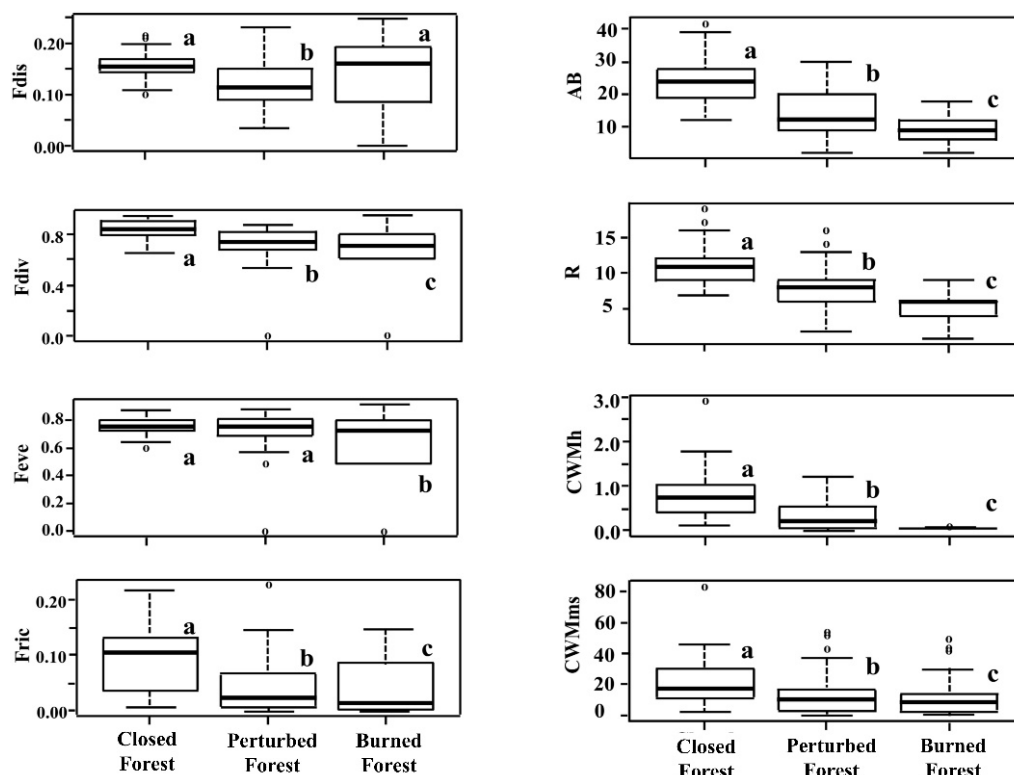 Fdis
0.20
0.10
0.00
a
b
a
Fdiv
0.8
0.4
0.0
a
b
c
Feve
0.8
0.6
0.4
0.2
0.0
a
a
b
Fric
0.20
0.10
0.00
a
b
c
Closed Perturbed Burned
Forest Forest Forest
AB
40
30
20
10
a
b
c
R
15
10
5
a
b
c
CWMh
3.0
2.0
1.0
0.0
a
b
c
CWMms
80
60
40
20
0
a
b
c
Closed Perturbed Burned
Forest Forest Forest